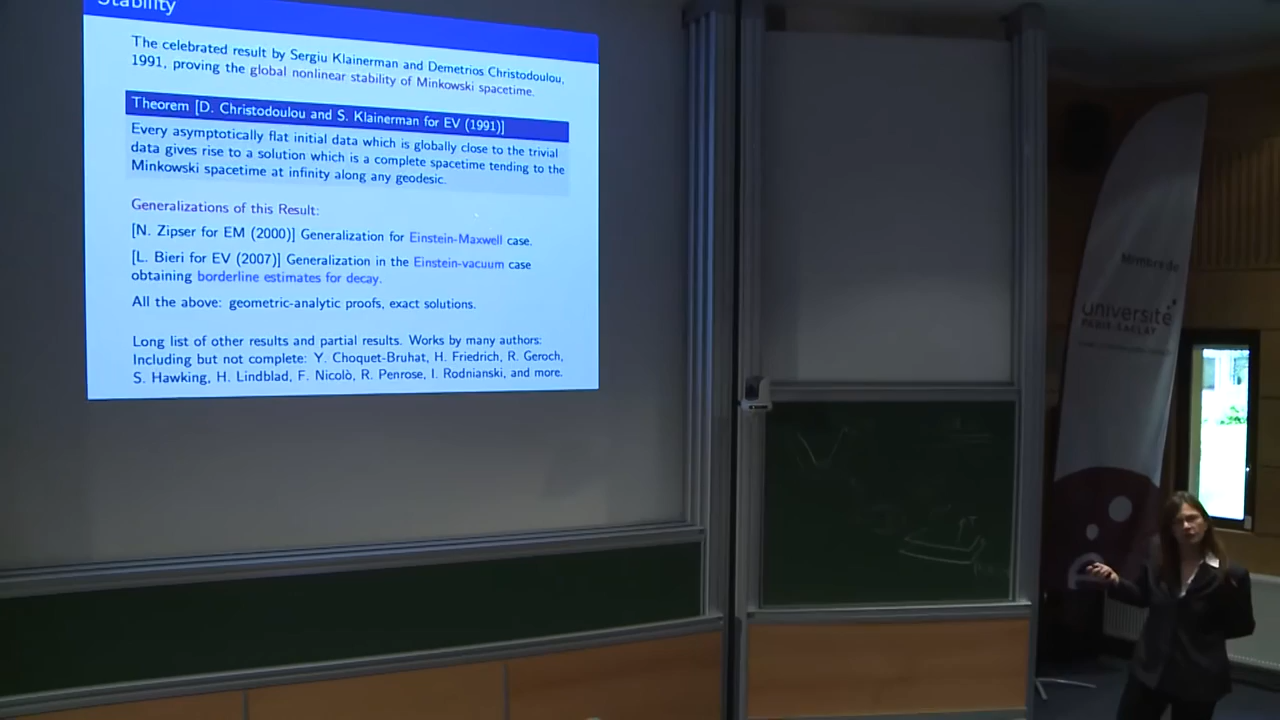 Stability
The celebrated result by Sergiu Klainerman and Demetrios Christodoulou,
1991, proving the global nonlinear stability of Minkowski spacetime.
Theorem [D. Christodoulou and S. Klainerman for EV (1991)]
Every asymptotically flat initial data which is globally close to the trivial
data gives rise to a solution which is a complete spacetime tending to the
Minkowski spacetime at infinity along any geodesic.
Generalizations of this Result:
[N. Zipser for EM (2000)] Generalization for Einstein-Maxwell case.
[L. Bieri for EV (2007)] Generalization in the Einstein-vacuum case
obtaining borderline estimates for decay.
All the above: geometric-analytic proofs, exact solutions.
Long list of other results and partial results. Works by many authors:
Including but not complete: Y. Choquet-Bruhat, H. Friedrich, R. Geroch,
S. Hawking, H. Lindblad, F. Nicolò, R. Penrose, I. Rodnianski, and more.
Membre de
université
PARIS-SACLAY